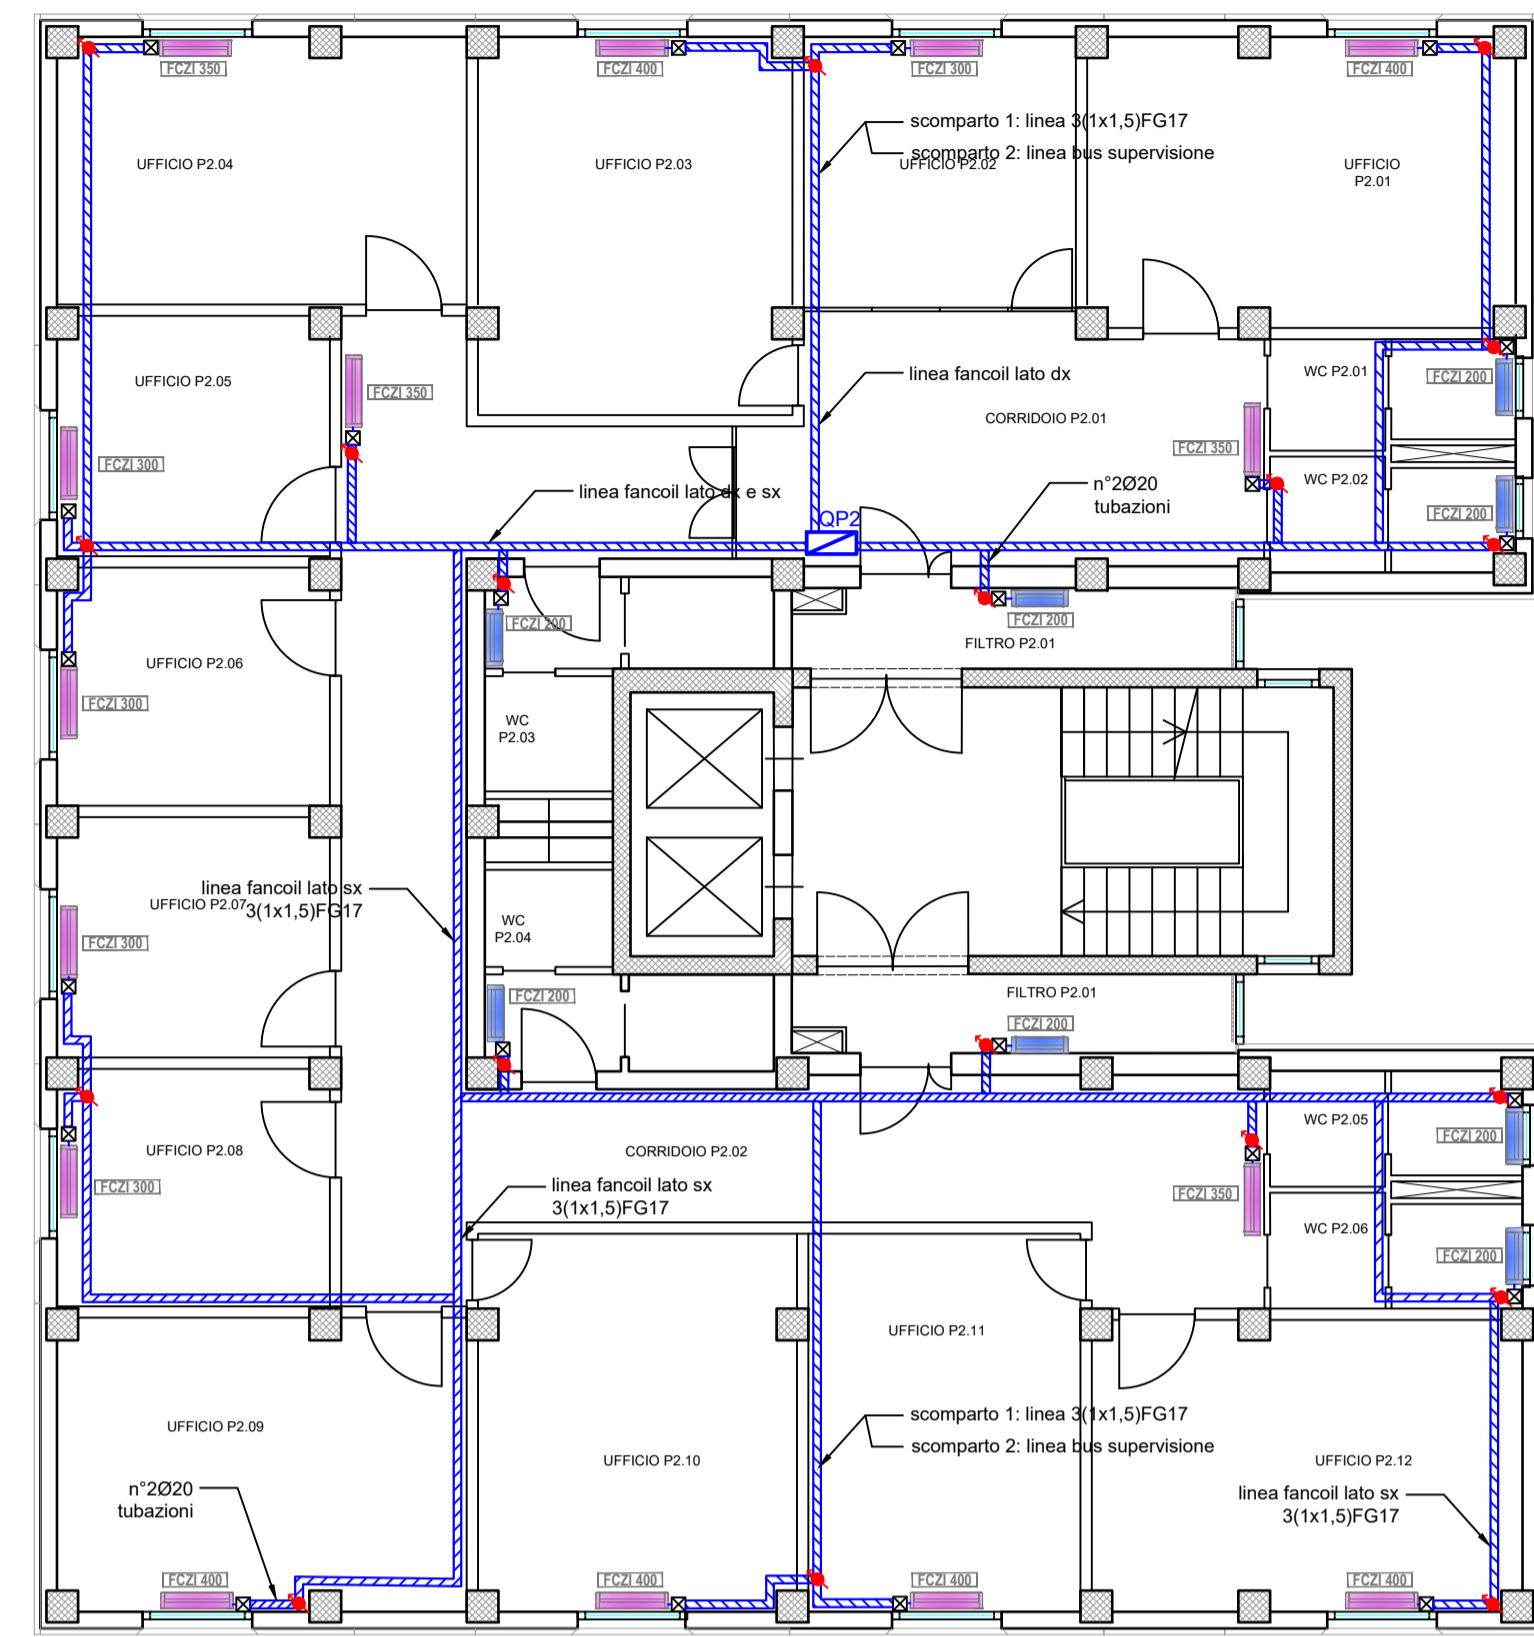 FCZI 350
FCZI 400
FCZI 300
FCZI 400
scomparto 1: linea 3(1x1,5)FG17
scomparto 2: linea bus supervisione
UFFICIO P2.04
UFFICIO P2.03
UFFICIO P2.02
UFFICIO
P2.01
UFFICIO P2.05
FCZI 350
linea fancoil lato dx
WC P2.01
FCZI 200
CORRIDOIO P2.01
FCZI 350
FCZI 300
linea fancoil lato dx e sx
n°2Ø20
tubazioni
WC P2.02
FCZI 200
QP2
FCZI 200
FCZI 200
FILTRO P2.01
UFFICIO P2.06
FCZI 300
WC
P2.03
linea fancoil lato sx
3(1x1,5)FG17
UFFICIO P2.07
FCZI 300
WC
P2.04
FCZI 200
FILTRO P2.01
FCZI 200
WC P2.05
FCZI 200
UFFICIO P2.08
CORRIDOIO P2.02
FCZI 300
linea fancoil lato sx
3(1x1,5)FG17
FCZI 350
WC P2.06
FCZI 200
UFFICIO P2.11
UFFICIO P2.09
scomparto 1: linea 3(1x1,5)FG17
scomparto 2: linea bus supervisione
UFFICIO P2.10
UFFICIO P2.12
n°2Ø20
tubazioni
linea fancoil lato sx
3(1x1,5)FG17
FCZI 400
FCZI 400
FCZI 400
FCZI 400